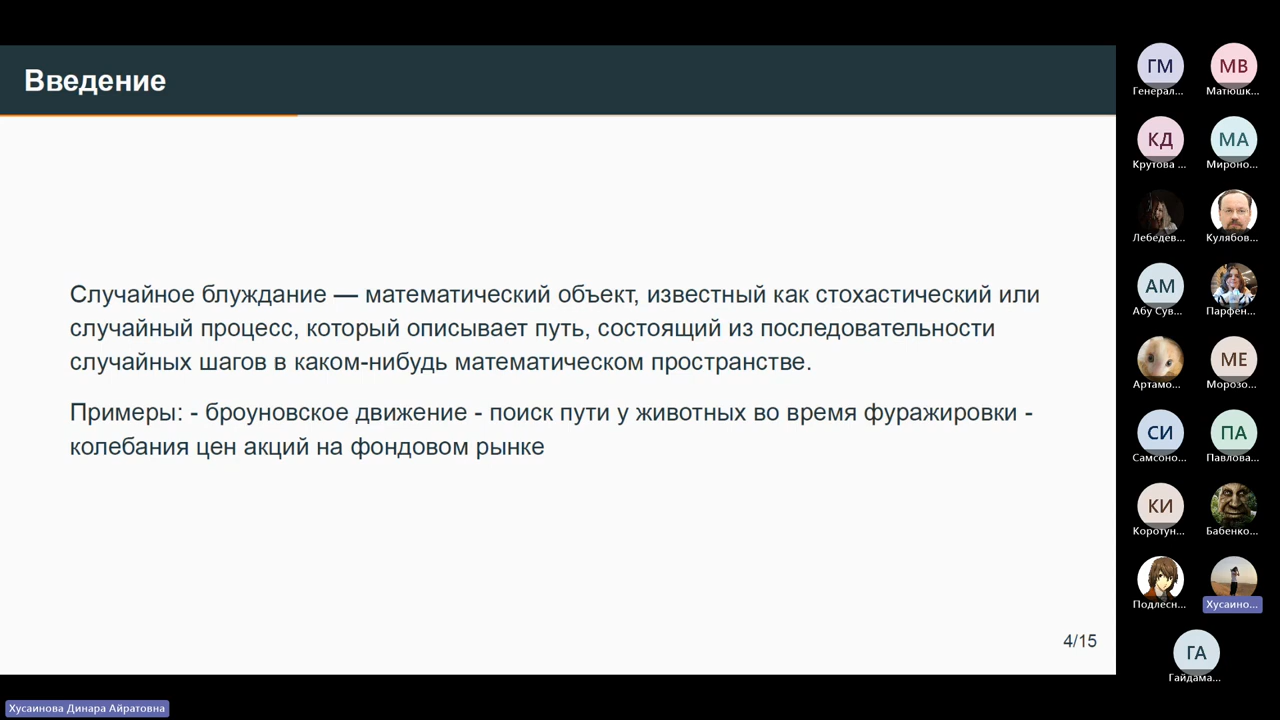 Введение
Случайное блуждание — математический объект, известный как стохастический или
случайный процесс, который описывает путь, состоящий из последовательности
случайных шагов в каком-нибудь математическом пространстве.
Примеры: - броуновское движение - поиск пути у животных во время фуражировки -
колебания цен акций на фондовом рынке
4/15
ГМ
Генерал...
МВ
Матюшк...
КД
Крутова ...
МА
Мироно...
Лебедев...
Кулябов...
АМ
Абу Сув...
Парфен...
Артамо...
МЕ
Морозо...
СИ
Самсоно...
ПА
Павлова...
КИ
Коротун...
Бабенко...
Подлесн...
Хусаино...
ГА
Гайдама...
Хусаинова Динара Айратовна